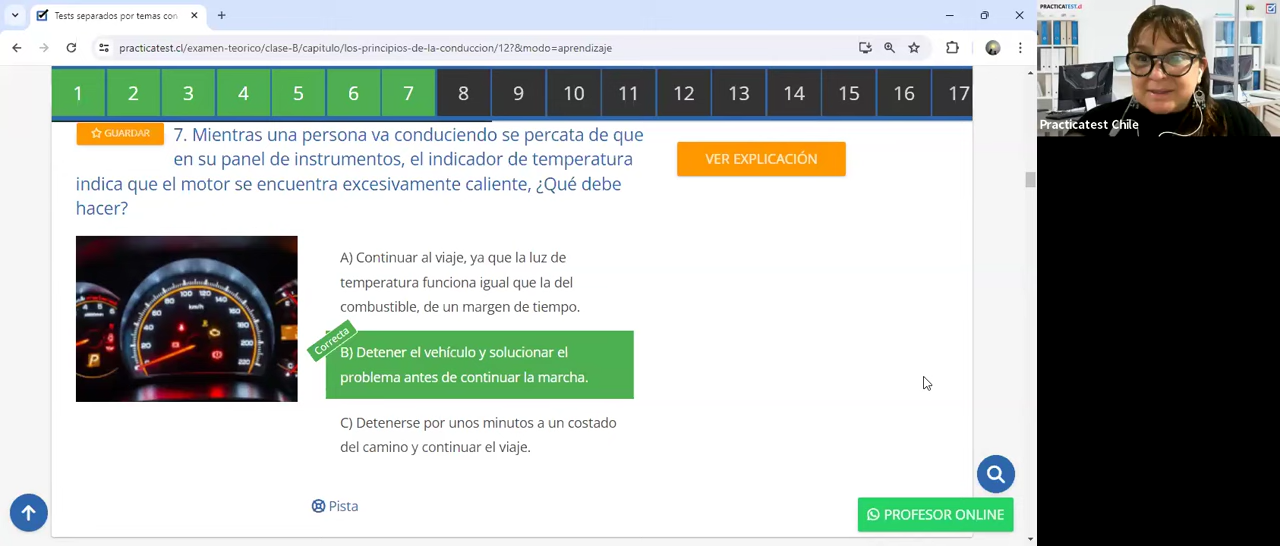 Tests separados por temas con
practicatest.cl/examen-teorico/clase-B/capitulo/los-principios-de-la-conduccion/12?&modo=aprendizaje
1 2 3 4 5 6 7 8 9 10 11 12 13 14 15 16 17
GUARDAR
7. Mientras una persona va conduciendo se percata de que
en su panel de instrumentos, el indicador de temperatura
indica que el motor se encuentra excesivamente caliente, ¿Qué debe
hacer?
VER EXPLICACIÓN
A) Continuar al viaje, ya que la luz de
temperatura funciona igual que la del
combustible, de un margen de tiempo.
Correcta
B) Detener el vehículo y solucionar el
problema antes de continuar la marcha.
C) Detenerse por unos minutos a un costado
del camino y continuar el viaje.
Pista
PROFESOR ONLINE
PRACTICATEST.cl
Practicatest Chile